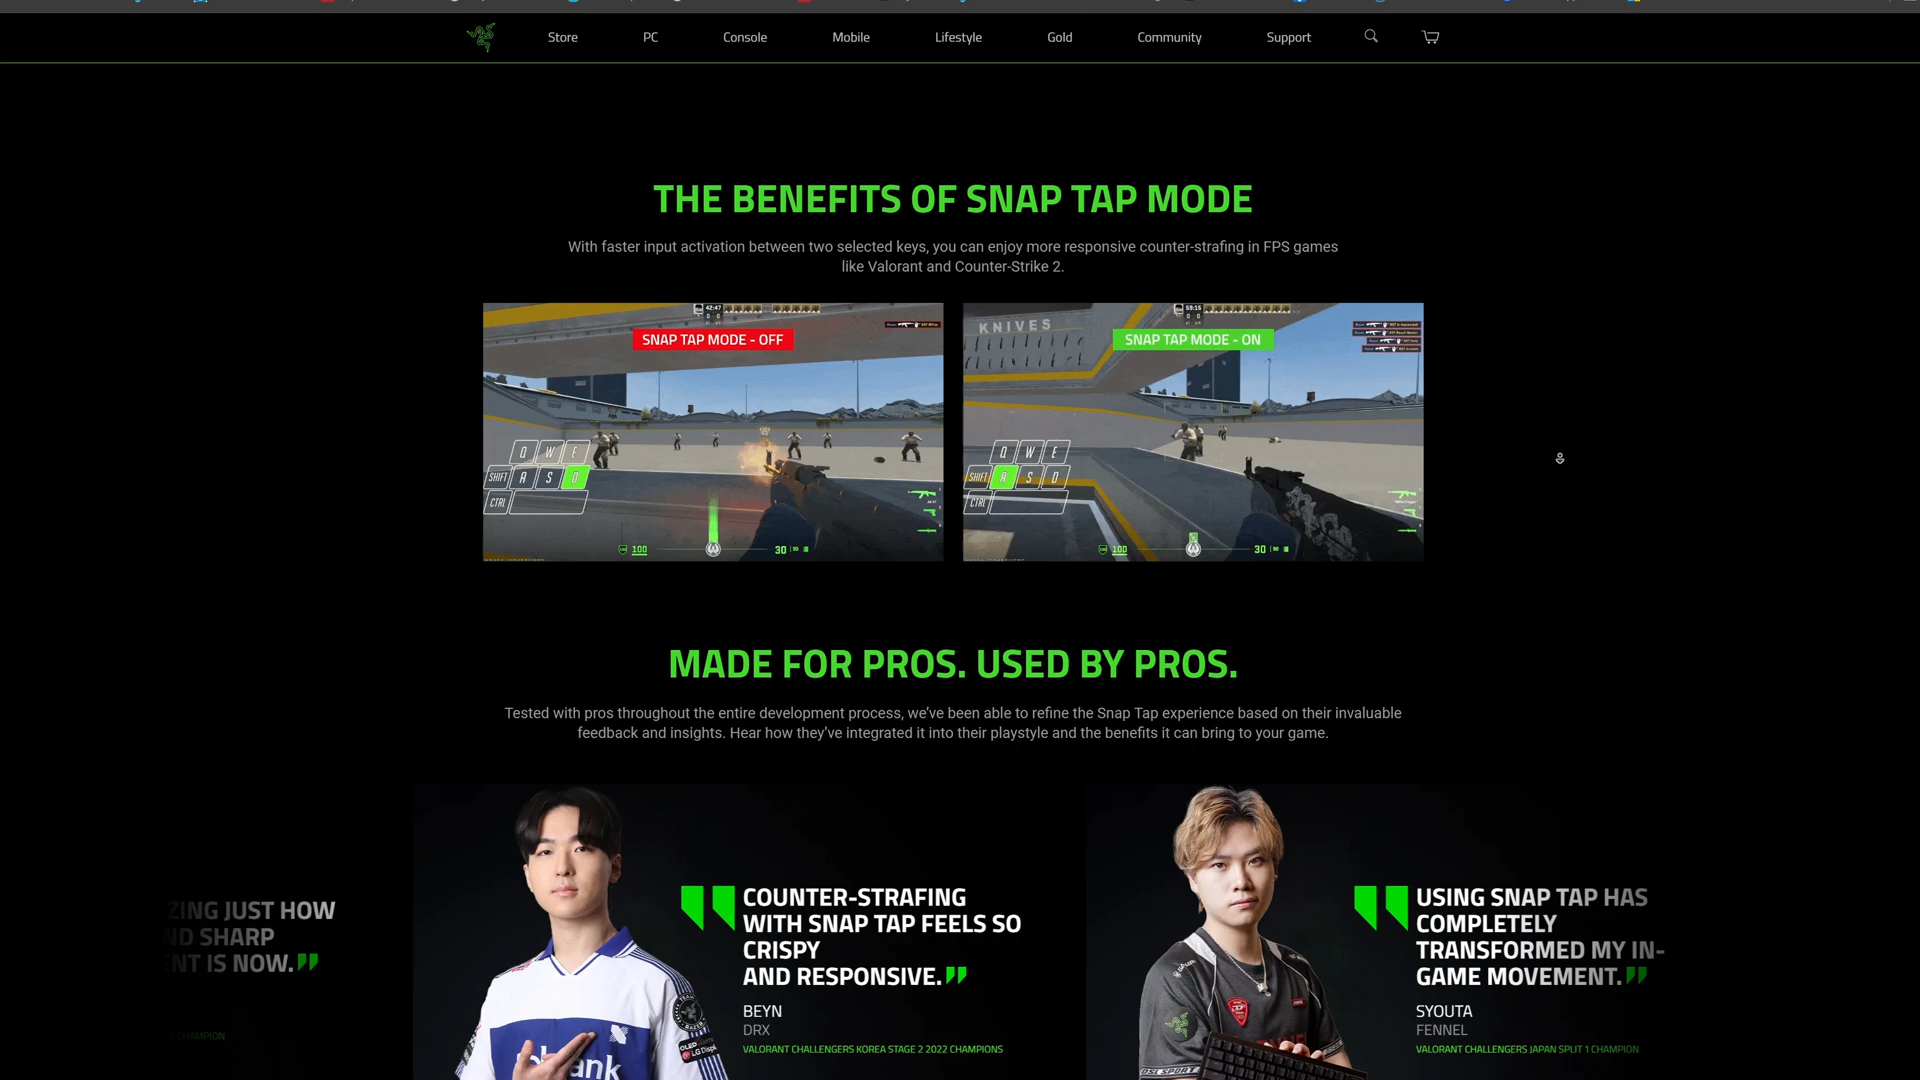 Store PC Console Mobile Lifestyle Gold Community Support
THE BENEFITS OF SNAP TAP MODE
With faster input activation between two selected keys, you can enjoy more responsive counter-strafing in FPS games
like Valorant and Counter-Strike 2.
42:47
SNAP TAP MODE - OFF
Q W E
SHIFT A S D
CTRL
100 30
KNIVES
SNAP TAP MODE - ON
Q W E
SHIFT A S D
CTRL
100 30
MADE FOR PROS. USED BY PROS.
Tested with pros throughout the entire development process, we’ve been able to refine the Snap Tap experience based on their invaluable
feedback and insights. Hear how they’ve integrated it into their playstyle and the benefits it can bring to your game.
ZING JUST HOW
ND SHARP
ENT IS NOW.
CHAMPION
COUNTER-STRAFING
WITH SNAP TAP FEELS SO
CRISPY
AND RESPONSIVE.
BEYN
DRX
VALORANT CHALLENGERS KOREA STAGE 2 2022 CHAMPIONS
USING SNAP TAP HAS
COMPLETELY
TRANSFORMED MY IN-
GAME MOVEMENT.
SYOUTA
FENNEL
VALORANT CHALLENGERS JAPAN SPLIT 1 CHAMPION